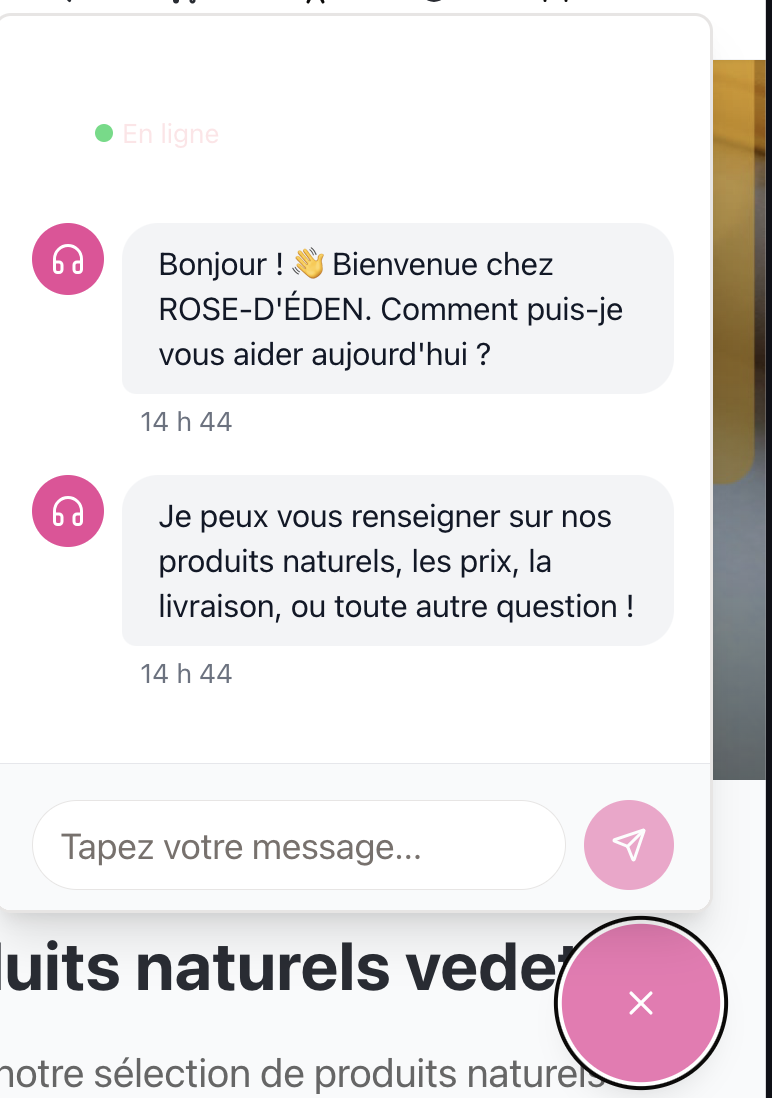 En ligne
Bonjour ! 👋 Bienvenue chez
ROSE-D'ÉDEN. Comment puis-je
vous aider aujourd'hui ?
14 h 44
Je peux vous renseigner sur nos
produits naturels, les prix, la
livraison, ou toute autre question !
14 h 44
Tapez votre message...
duits naturels vedet
notre sélection de produits naturels